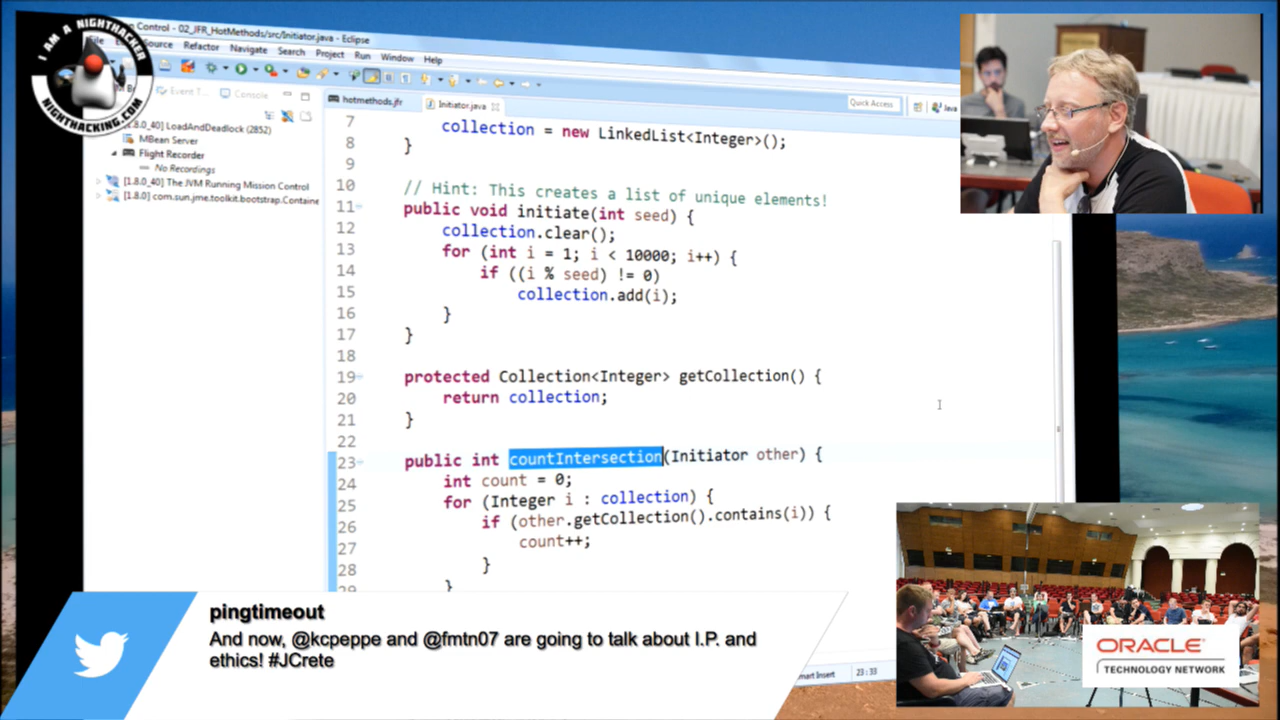 I AM A NIGHTHACKER
NIGHTHACKING.COM
Control - 02_JFR_HotMethods/src/Initiator.java - Eclipse
Source Refactor Navigate Search Project Run Window Help
Event T... Console
hotmethods.jfr Initiator.java
Quick Access Java
[1.8.0_40] LoadAndDeadlock (2852)
MBean Server
Flight Recorder
No Recordings
[1.8.0_40] The JVM Running Mission Control
[1.8.0] com.sun.jme.toolkit.bootstrap.Containe
7 collection = new LinkedList<Integer>();
8 }
9
10 // Hint: This creates a list of unique elements!
11 public void initiate(int seed) {
12 collection.clear();
13 for (int i = 1; i < 10000; i++) {
14 if ((i % seed) != 0)
15 collection.add(i);
16 }
17 }
18
19 protected Collection<Integer> getCollection() {
20 return collection;
21 }
22
23 public int countIntersection(Initiator other) {
24 int count = 0;
25 for (Integer i : collection) {
26 if (other.getCollection().contains(i)) {
27 count++;
28 }
29 }
mart Insert 23:33
pingtimeout
And now, @kcpeppe and @fmtn07 are going to talk about I.P. and
ethics! #JCrete
ORACLE
TECHNOLOGY NETWORK